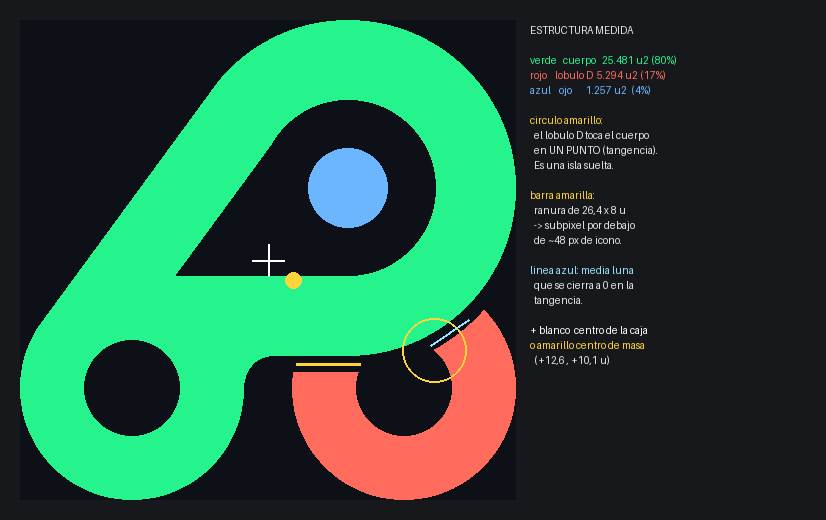 ESTRUCTURA MEDIDA
verde cuerpo 25.481 u2 (80%)
rojo lobulo D 5.294 u2 (17%)
azul ojo 1.257 u2 (4%)
circulo amarillo:
el lobulo D toca el cuerpo
en UN PUNTO (tangencia).
Es una isla suelta.
barra amarilla:
ranura de 26,4 x 8 u
-> subpixel por debajo
de ~48 px de icono.
linea azul: media luna
que se cierra a 0 en la
tangencia.
+ blanco centro de la caja
o amarillo centro de masa
(+12,6 , +10,1 u)